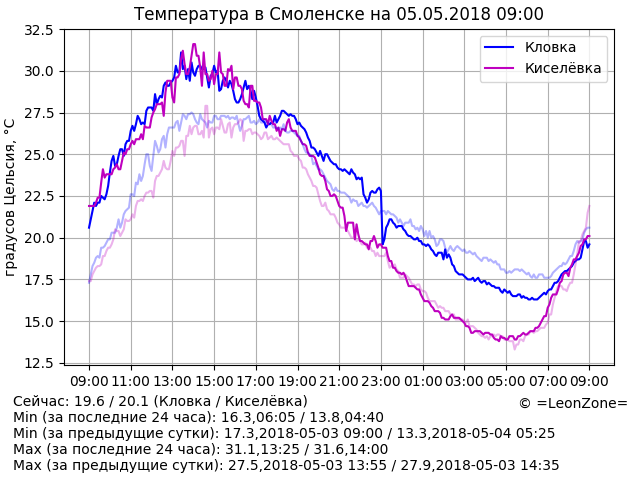 Температура в Смоленске на 05.05.2018 09:00
градусов Цельсия, °C
32.5
30.0
27.5
25.0
22.5
20.0
17.5
15.0
12.5
Кловка
Киселёвка
09:00 11:00 13:00 15:00 17:00 19:00 21:00 23:00 01:00 03:00 05:00 07:00 09:00
Сейчас: 19.6 / 20.1 (Кловка / Киселёвка)
© =LeonZone=
Min (за последние 24 часа): 16.3,06:05 / 13.8,04:40
Min (за предыдущие сутки): 17.3,2018-05-03 09:00 / 13.3,2018-05-04 05:25
Max (за последние 24 часа): 31.1,13:25 / 31.6,14:00
Max (за предыдущие сутки): 27.5,2018-05-03 13:55 / 27.9,2018-05-03 14:35